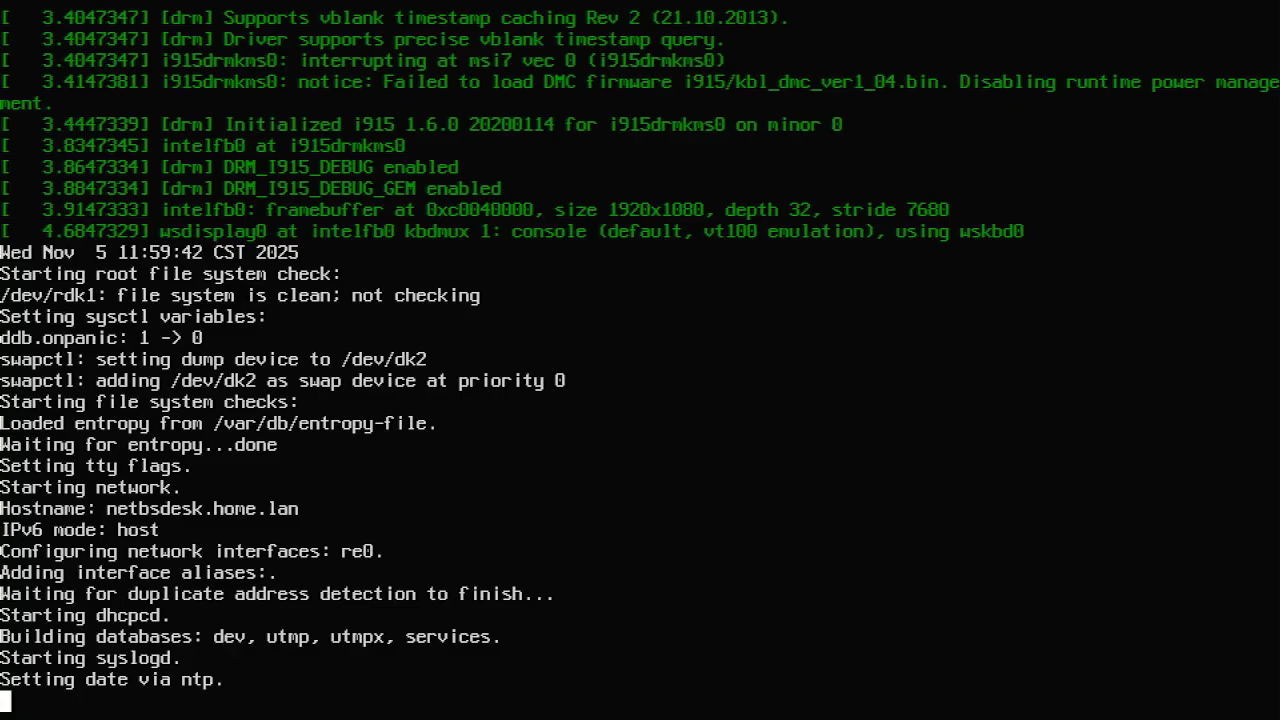 [   3.4047347] [drm] Supports vblank timestamp caching Rev 2 (21.10.2013).
[   3.4047347] [drm] Driver supports precise vblank timestamp query.
[   3.4047347] i915drmkms0: interrupting at msi7 vec 0 (i915drmkms0)
[   3.4147381] i915drmkms0: notice: Failed to load DMC firmware i915/kbl_dmc_ver1_04.bin. Disabling runtime power manage
ment.
[   3.4447339] [drm] Initialized i915 1.6.0 20200114 for i915drmkms0 on minor 0
[   3.8347345] intelfb0 at i915drmkms0
[   3.8647334] [drm] DRM_I915_DEBUG enabled
[   3.8847334] [drm] DRM_I915_DEBUG_GEM enabled
[   3.9147333] intelfb0: framebuffer at 0xc0040000, size 1920x1080, depth 32, stride 7680
[   4.6847329] wsdisplay0 at intelfb0 kbdmux 1: console (default, vt100 emulation), using wskbd0
Wed Nov  5 11:59:42 CST 2025
Starting root file system check:
/dev/rdk1: file system is clean; not checking
Setting sysctl variables:
ddb.onpanic: 1 -> 0
swapctl: setting dump device to /dev/dk2
swapctl: adding /dev/dk2 as swap device at priority 0
Starting file system checks:
Loaded entropy from /var/db/entropy-file.
Waiting for entropy...done
Setting tty flags.
Starting network.
Hostname: netbsdesk.home.lan
IPv6 mode: host
Configuring network interfaces: re0.
Adding interface aliases:.
Waiting for duplicate address detection to finish...
Starting dhcpcd.
Building databases: dev, utmp, utmpx, services.
Starting syslogd.
Setting date via ntp.